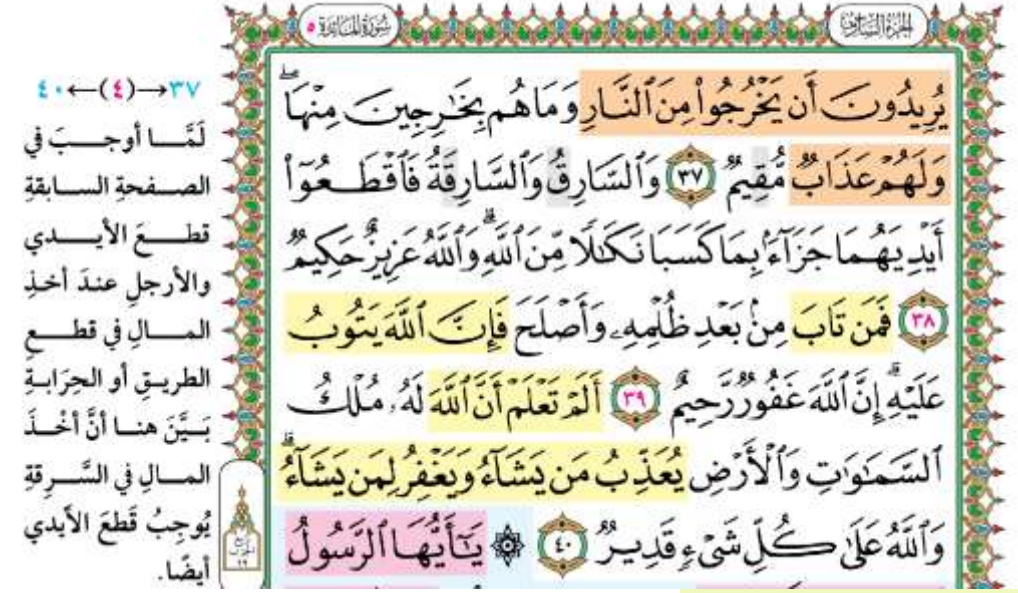 الجزء السادس
سورة المائدة ٥
يُرِيدُونَ أَن يَخْرُجُوا۟ مِنَ ٱلنَّارِ وَمَا هُم بِخَٰرِجِينَ مِنْهَا ۖ
وَلَهُمْ عَذَابٌ مُّقِيمٌ ٣٧ وَٱلسَّارِقُ وَٱلسَّارِقَةُ فَٱقْطَعُوٓا۟
أَيْدِيَهُمَا جَزَآءًۢ بِمَا كَسَبَا نَكَٰلًا مِّنَ ٱللَّهِ ۗ وَٱللَّهُ عَزِيزٌ حَكِيمٌ
٣٨ فَمَن تَابَ مِنۢ بَعْدِ ظُلْمِهِۦ وَأَصْلَحَ فَإِنَّ ٱللَّهَ يَتُوبُ
عَلَيْهِ ۗ إِنَّ ٱللَّهَ غَفُورٌ رَّحِيمٌ ٣٩ أَلَمْ تَعْلَمْ أَنَّ ٱللَّهَ لَهُۥ مُلْكُ
ٱلسَّمَٰوَٰتِ وَٱلْأَرْضِ يُعَذِّبُ مَن يَشَآءُ وَيَغْفِرُ لِمَن يَشَآءُ ۗ
وَٱللَّهُ عَلَىٰ كُلِّ شَىْءٍ قَدِيرٌ ٤٠ ۞ يَٰٓأَيُّهَا ٱلرَّسُولُ
٣٧→(٤)←٤٠
لَمَّا أوجبَ في
الصفحةِ السابقةِ
قطعَ الأيدي
والأرجلِ عندَ أخذِ
المالِ في قطعِ
الطريقِ أو الحِرَابةِ
بَيَّنَ هنا أنَّ أخْذَ
المالِ في السَّرقةِ
يُوجِبُ قَطعَ الأيدي
أيضًا.